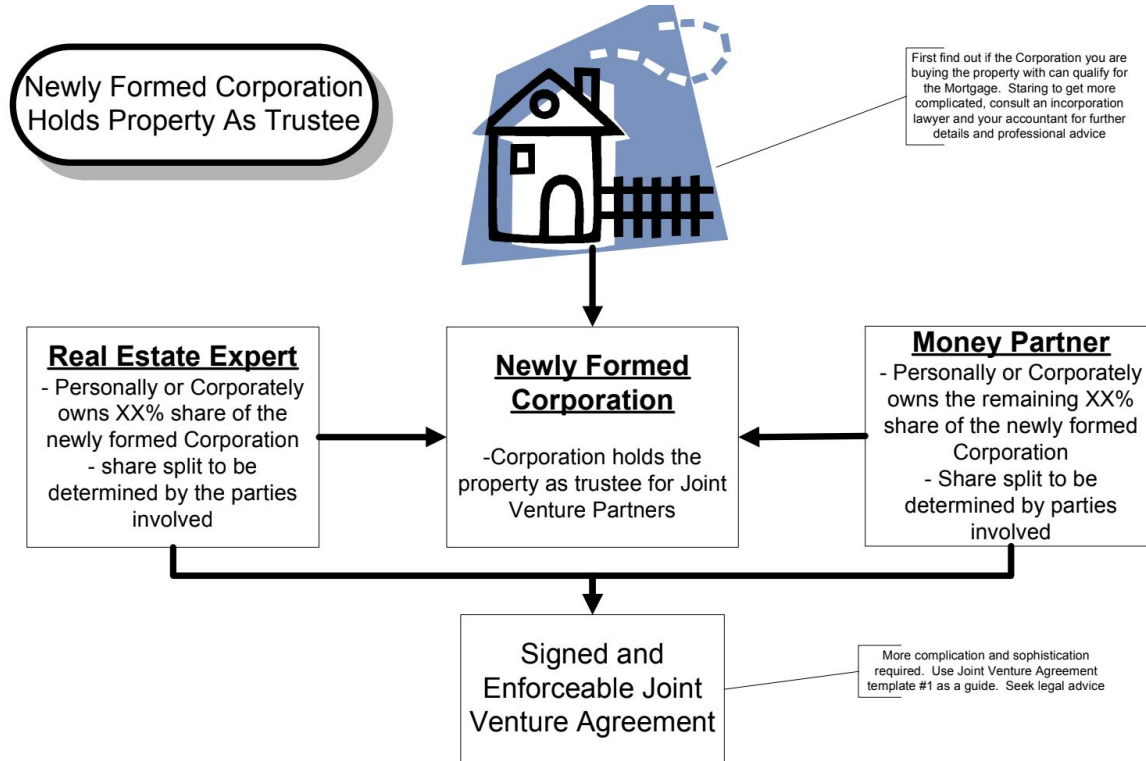 Newly Formed Corporation
Holds Property As Trustee
First find out if the Corporation you are
buying the property with can qualify for
the Mortgage. Staring to get more
complicated, consult an incorporation
lawyer and your accountant for further
details and professional advice
Real Estate Expert
- Personally or Corporately
owns XX% share of the
newly formed Corporation
- share split to be
determined by the parties
involved
Newly Formed
Corporation
-Corporation holds the
property as trustee for Joint
Venture Partners
Money Partner
- Personally or Corporately
owns the remaining XX%
share of the newly formed
Corporation
- Share split to be
determined by parties
involved
Signed and
Enforceable Joint
Venture Agreement
More complication and sophistication
required. Use Joint Venture Agreement
template #1 as a guide. Seek legal advice